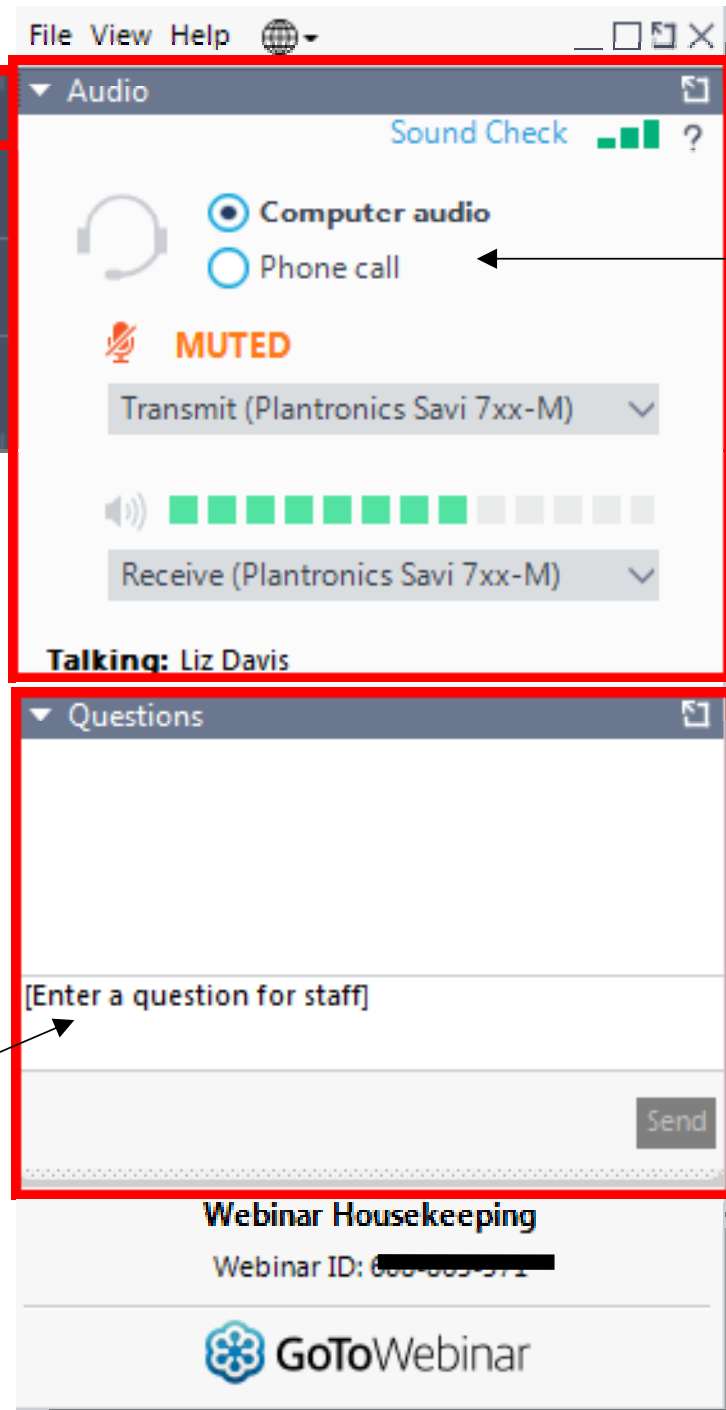 File View Help
Audio
Sound Check ?
Computer audio
Phone call
MUTED
Transmit (Plantronics Savi 7xx-M)
Receive (Plantronics Savi 7xx-M)
Talking: Liz Davis
Questions
[Enter a question for staff]
Send
Webinar Housekeeping
Webinar ID:
GoToWebinar